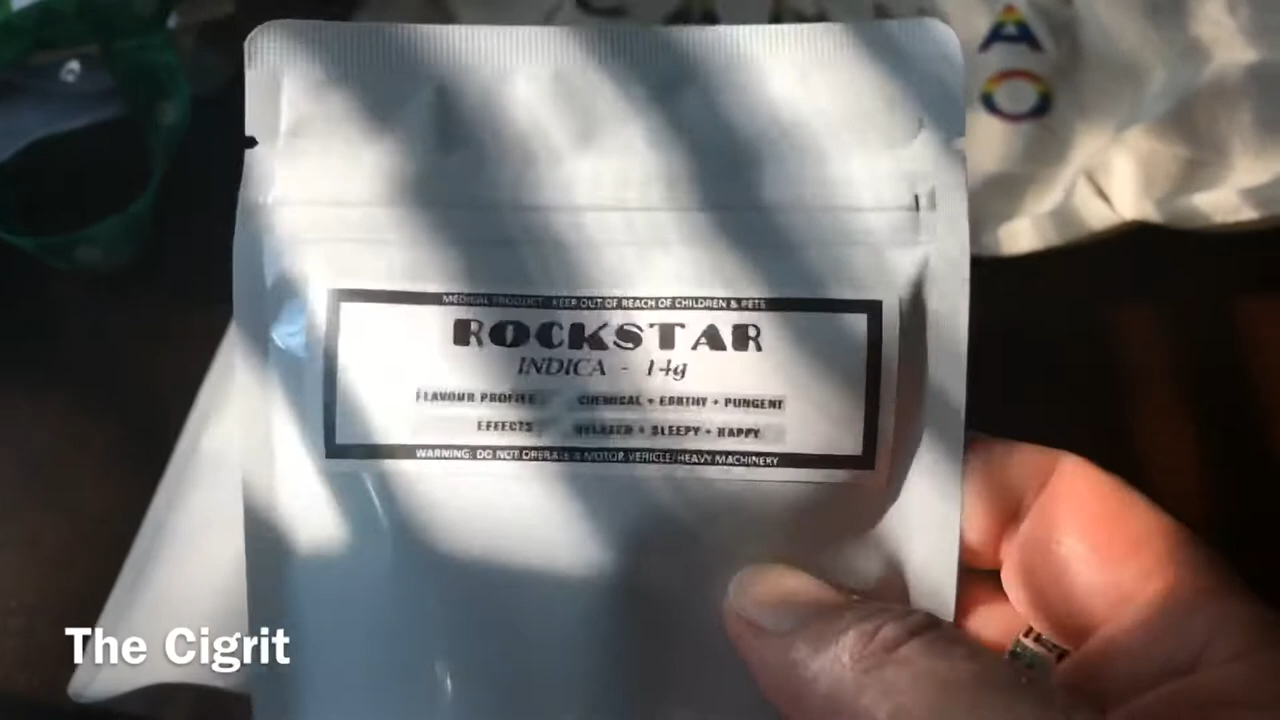 A
O
MEDICAL PRODUCT - KEEP OUT OF REACH OF CHILDREN & PETS
ROCKSTAR
INDICA - 14g
FLAVOUR PROFILE CHEMICAL + EARTHY + PUNGENT
EFFECTS RELAXED + SLEEPY + HAPPY
WARNING: DO NOT OPERATE A MOTOR VEHICLE/HEAVY MACHINERY
The Cigrit